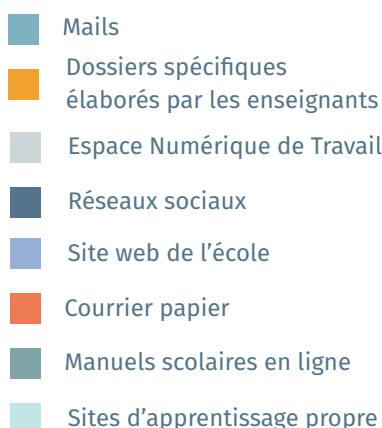 Mails
Dossiers spécifiques
élaborés par les enseignants
Espace Numérique de Travail
Réseaux sociaux
Site web de l'école
Courrier papier
Manuels scolaires en ligne
Sites d'apprentissage propre